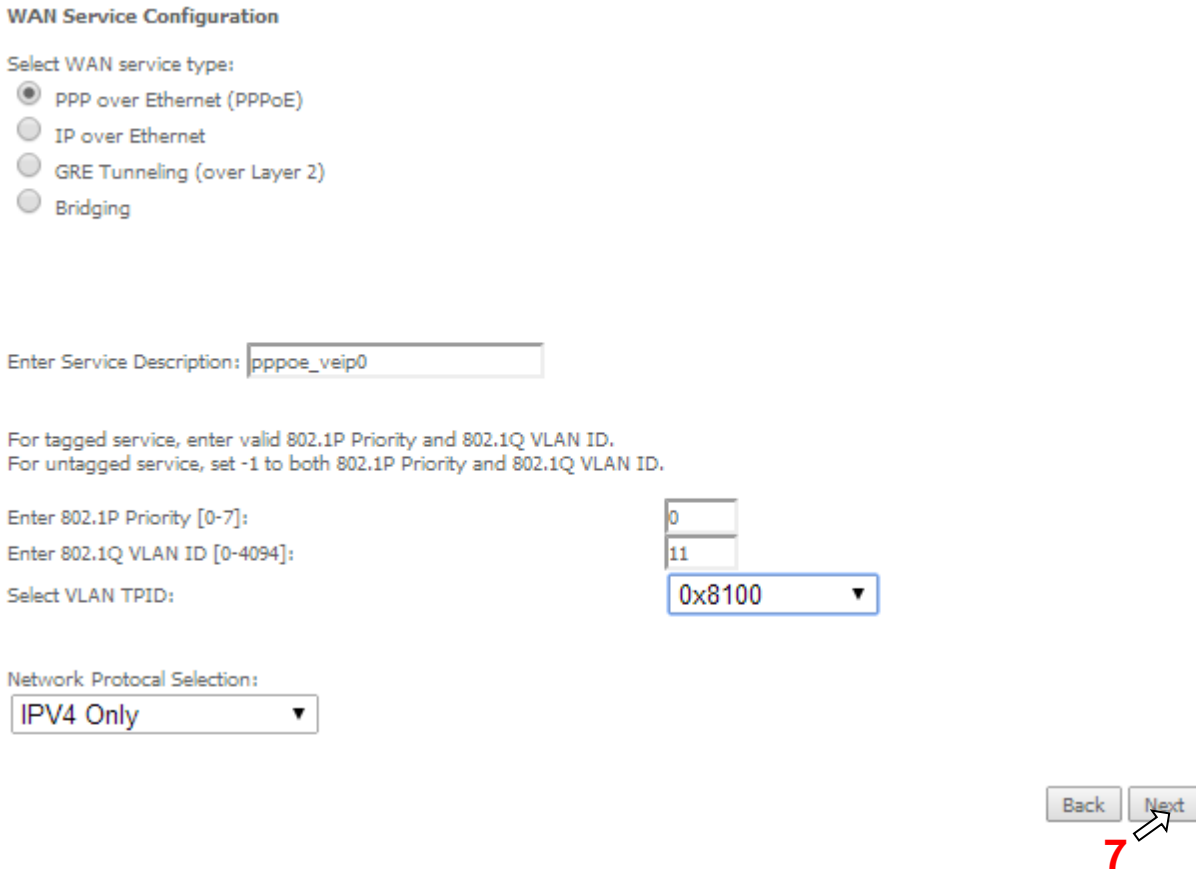 WAN Service Configuration
Select WAN service type:
PPP over Ethernet (PPPoE)
IP over Ethernet
GRE Tunneling (over Layer 2)
Bridging
Enter Service Description: pppoe_veip0
For tagged service, enter valid 802.1P Priority and 802.1Q VLAN ID.
For untagged service, set -1 to both 802.1P Priority and 802.1Q VLAN ID.
Enter 802.1P Priority [0-7]: 0
Enter 802.1Q VLAN ID [0-4094]: 11
Select VLAN TPID: 0x8100
Network Protocal Selection:
IPV4 Only
Back Next
7